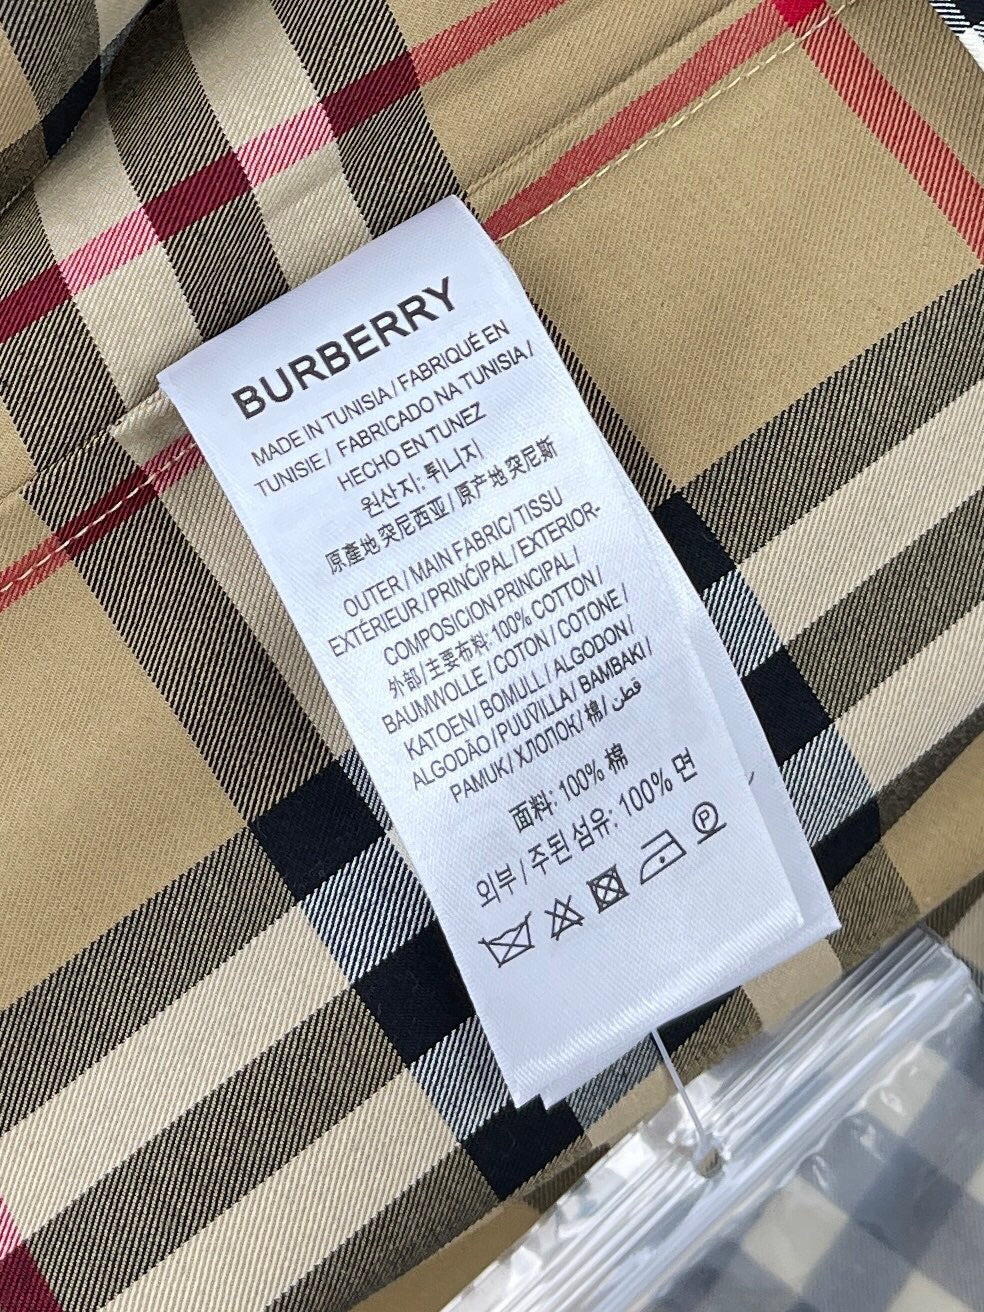 BURBERRY
MADE IN TUNISIA / FABRIQUÉ EN
TUNISIE / FABRICADO NA TUNISIA /
HECHO EN TUNEZ
원산지: 튀니지
原產地 突尼西亚 / 原产地 突尼斯
OUTER / MAIN FABRIC / TISSU
EXTÉRIEUR / PRINCIPAL / EXTERIOR-
COMPOSICION PRINCIPAL /
外部/主要布料: 100% COTTON /
BAUMWOLLE / COTON / COTONE /
KATOEN / BOMULL / ALGODON /
ALGODÃO / PUUVILLA / BAMBAKI /
PAMUK / ХЛОПОК / 棉 / قطن
面料: 100% 棉
외부 / 주된 섬유: 100% 면
P